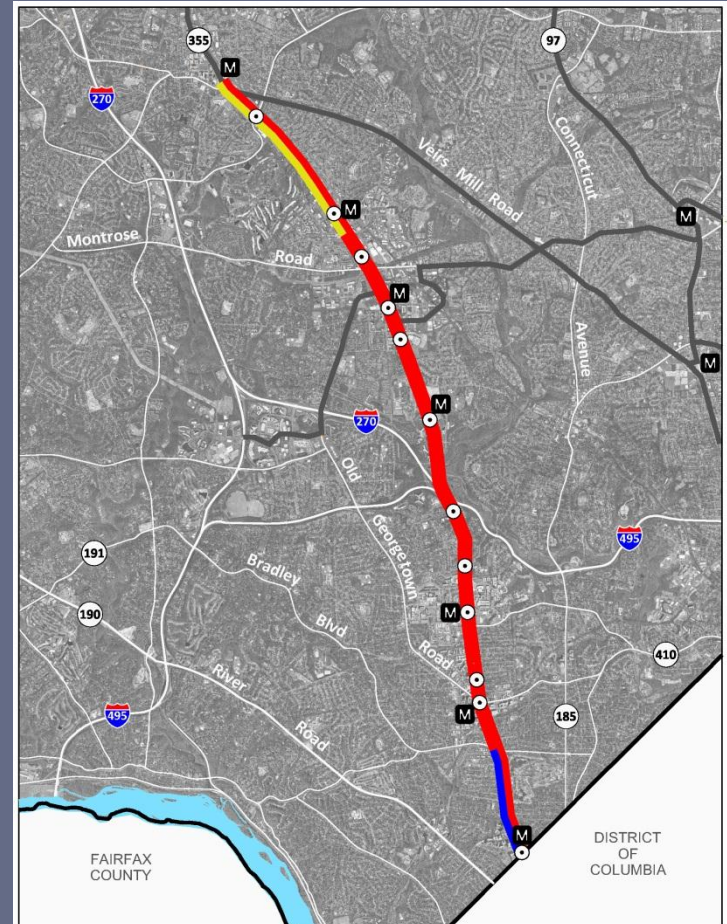 355
97
M
270
Connecticut
Veirs Mill Road
M
M
Montrose
Road
M
M
M
270
Avenue
Old
Georgetown
Road
495
191
Bradley
Blvd
190
M
River
Road
410
495
M
185
M
FAIRFAX
COUNTY
DISTRICT
OF
COLUMBIA